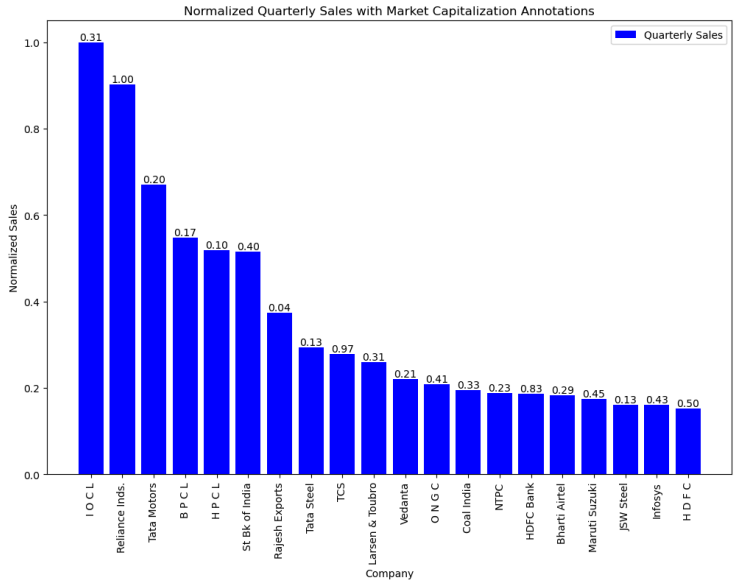 Normalized Quarterly Sales with Market Capitalization Annotations
Quarterly Sales
Normalized Sales
1.0
0.8
0.6
0.4
0.2
0.0
0.31
1.00
0.20
0.17
0.10
0.40
0.04
0.13
0.97
0.31
0.21
0.41
0.33
0.23
0.83
0.29
0.45
0.13
0.43
0.50
I O C L
Reliance Inds.
Tata Motors
B P C L
H P C L
St Bk of India
Rajesh Exports
Tata Steel
TCS
Larsen & Toubro
Vedanta
O N G C
Coal India
NTPC
HDFC Bank
Bharti Airtel
Maruti Suzuki
JSW Steel
Infosys
H D F C
Company